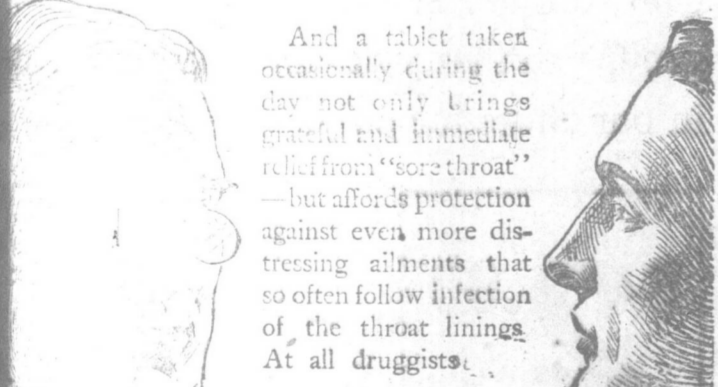 And a tablet taken
occasionally during the
day not only brings
grateful and immediate
relief from "sore throat"
—but affords protection
against even more dis-
tressing ailments that
so often follow infection
of the throat linings.
At all druggists.